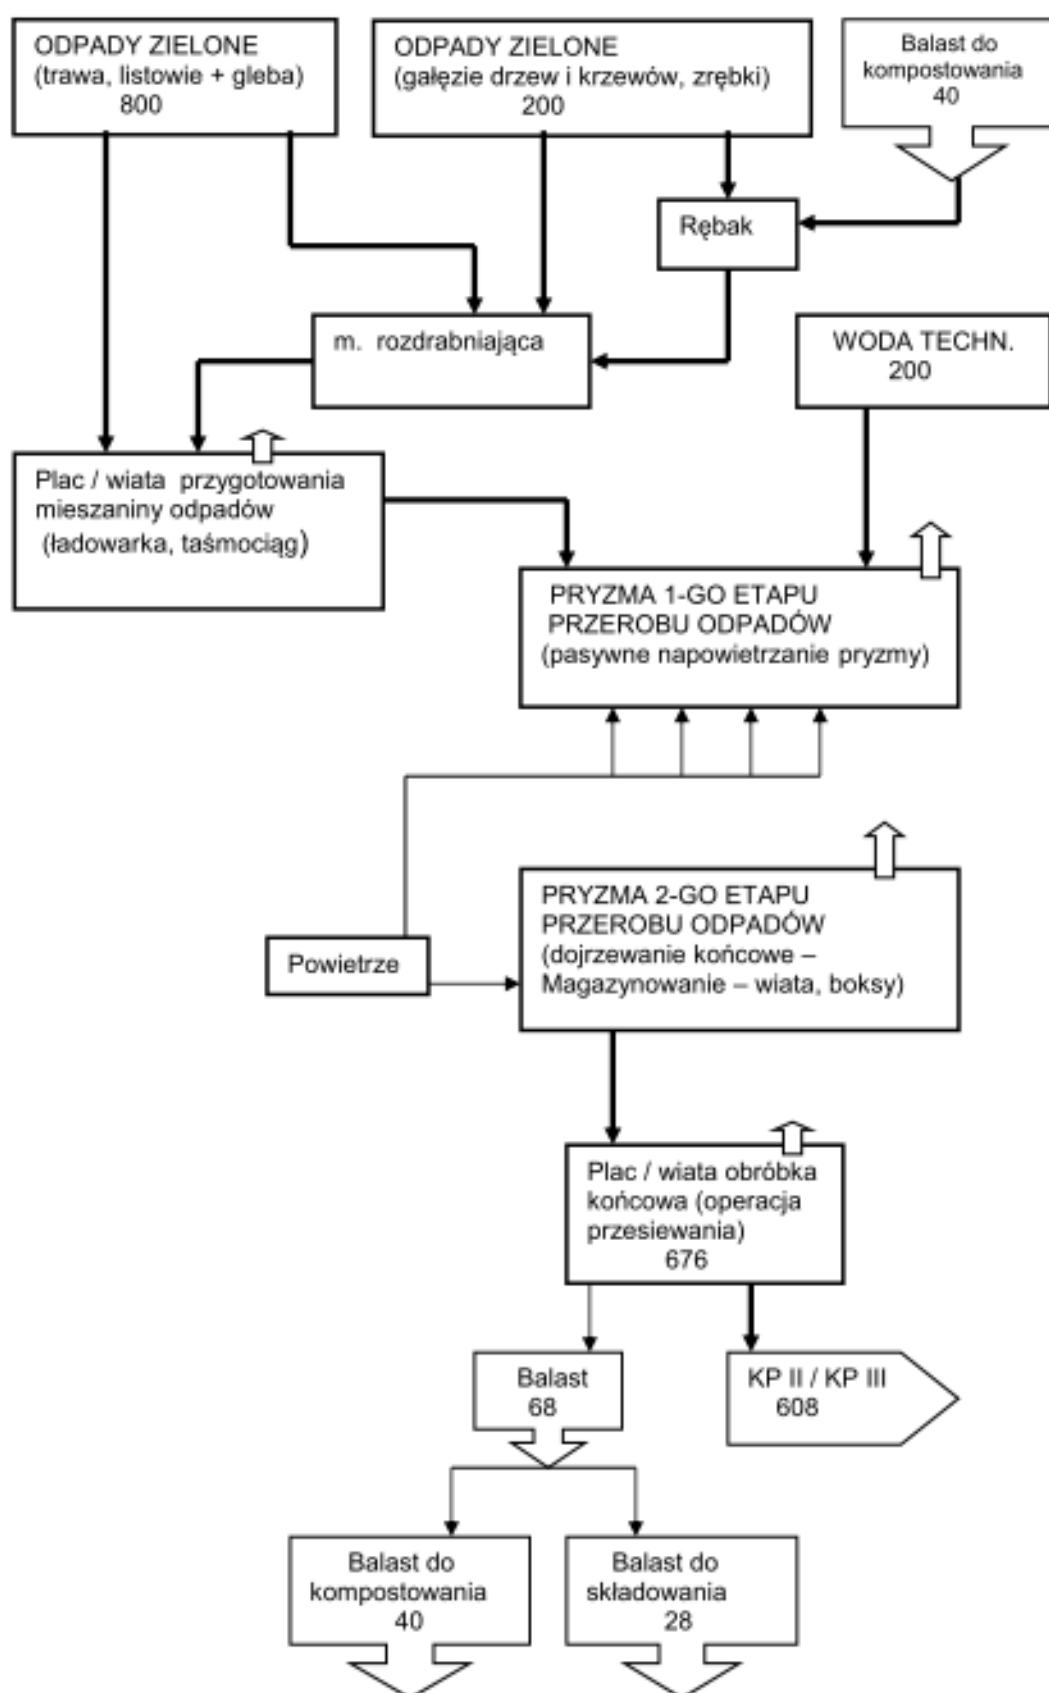 ODPADY ZIELONE
(trawa, listowie + gleba)
800
ODPADY ZIELONE
(gałęzie drzew i krzewów, zrębki)
200
Balast do
kompostowania
40
Rębak
m. rozdrabniająca
WODA TECHN.
200
Plac / wiata przygotowania
mieszaniny odpadów
(ładowarka, taśmociąg)
PRYZMA 1-GO ETAPU
PRZEROBU ODPADÓW
(pasywne napowietrzanie pryzmy)
PRYZMA 2-GO ETAPU
PRZEROBU ODPADÓW
(dojrzewanie końcowe –
Magazynowanie – wiata, boksy)
Powietrze
Plac / wiata obróbka
końcowa (operacja
przesiewania)
676
Balast
68
KP II / KP III
608
Balast do
kompostowania
40
Balast do
składowania
28